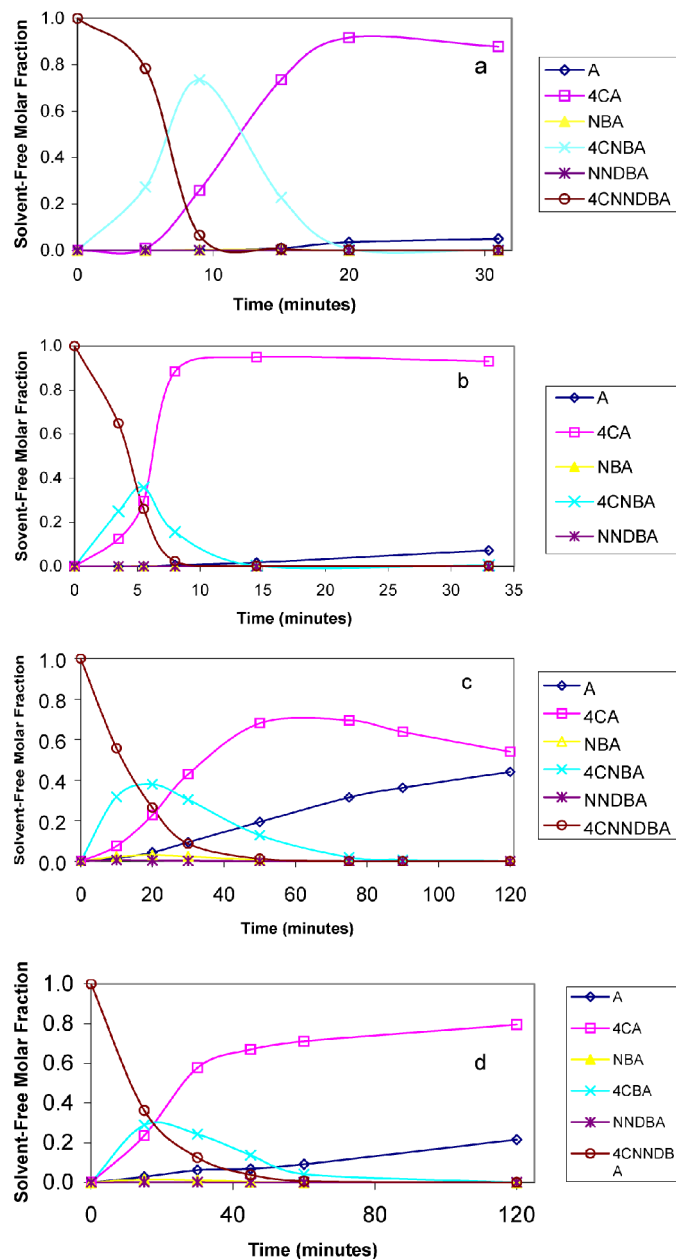 Solvent-Free Molar Fraction
1.0
0.8
0.6
0.4
0.2
0.0
0
10
20
30
Time (minutes)
a
A
4CA
NBA
4CNBA
NNDBA
4CNNDBA
Sovent-Free Molar Fraction
1.0
0.8
0.6
0.4
0.2
0.0
0
5
10
15
20
25
30
35
Time (minutes)
b
A
4CA
NBA
4CNBA
NNDBA
Solvent-Free Molar Fraction
1.0
0.8
0.6
0.4
0.2
0.0
0
20
40
60
80
100
120
Time (minutes)
c
A
4CA
NBA
4CNBA
NNDBA
4CNNDBA
Solvent-Free Molar Fraction
1.0
0.8
0.6
0.4
0.2
0.0
0
40
80
120
Time (minutes)
d
A
4CA
NBA
4CBA
NNDBA
4CNNDB
A